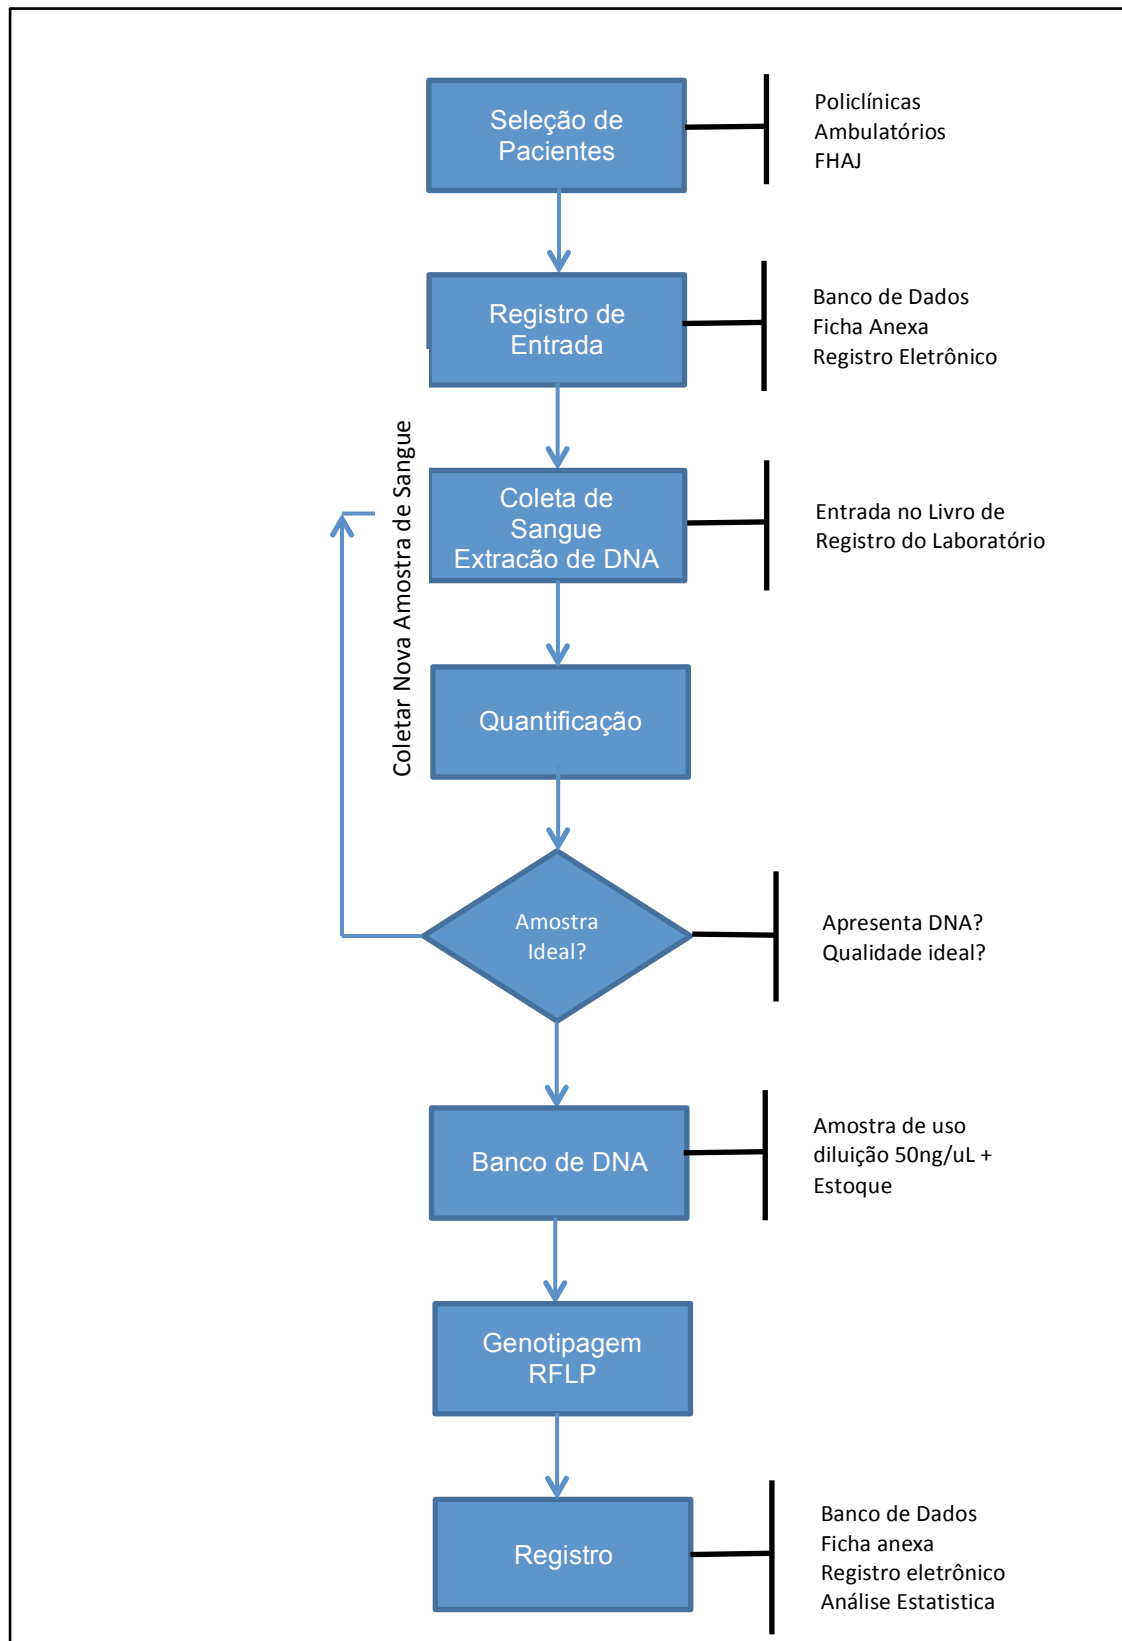 Seleção de
Pacientes
Policlínicas
Ambulatórios
FHAJ
Registro de
Entrada
Banco de Dados
Ficha Anexa
Registro Eletrônico
Coletar Nova Amostra de Sangue
Coleta de
Sangue
Extracão de DNA
Entrada no Livro de
Registro do Laboratório
Quantificação
Amostra
Ideal?
Apresenta DNA?
Qualidade ideal?
Banco de DNA
Amostra de uso
diluição 50ng/uL +
Estoque
Genotipagem
RFLP
Registro
Banco de Dados
Ficha anexa
Registro eletrônico
Análise Estatistica